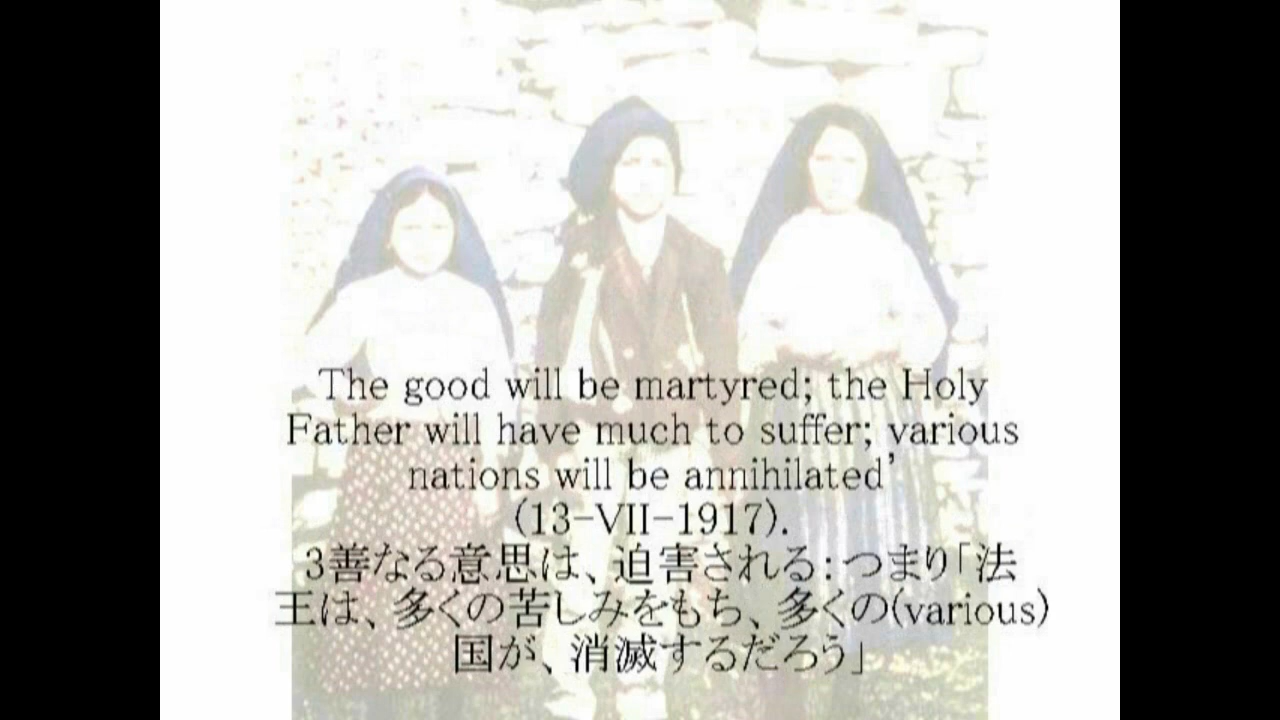 The good will be martyred; the Holy
Father will have much to suffer; various
nations will be annihilated’
(13-VII-1917).
3善なる意思は、迫害される：つまり「法
王は、多くの苦しみをもち、多くの(various)
国が、消滅するだろう」